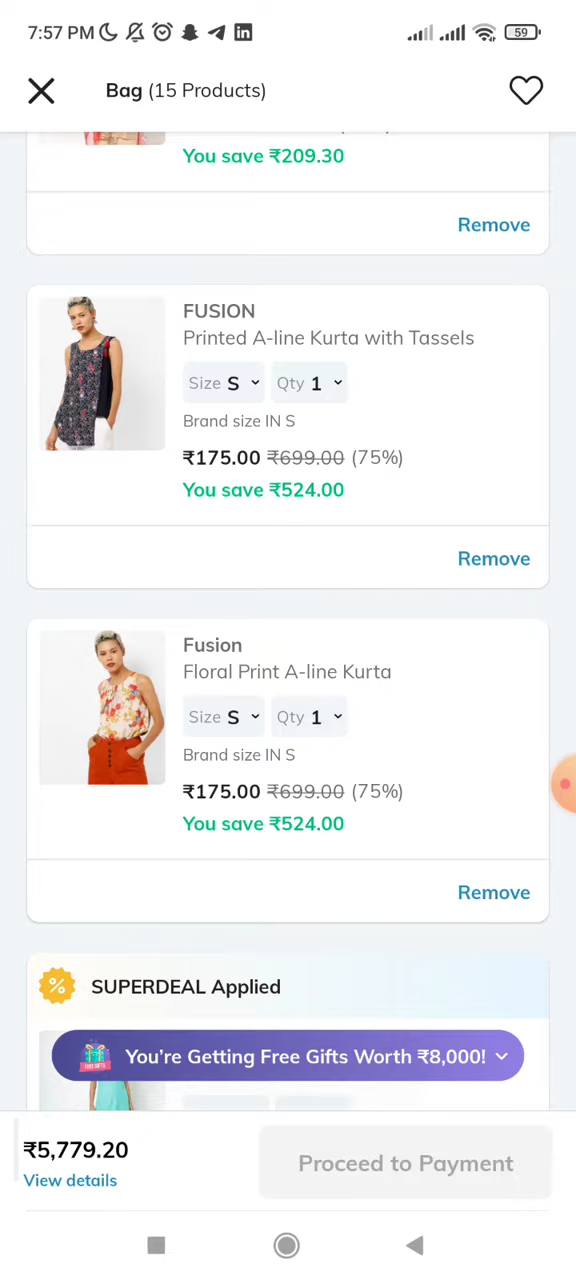 7:57 PM
59
Bag (15 Products)
You save ₹209.30
Remove
FUSION
Printed A-line Kurta with Tassels
Size S Qty 1
Brand size IN S
₹175.00 ₹699.00 (75%)
You save ₹524.00
Remove
Fusion
Floral Print A-line Kurta
Size S Qty 1
Brand size IN S
₹175.00 ₹699.00 (75%)
You save ₹524.00
Remove
% SUPERDEAL Applied
FREE GIFTS
You’re Getting Free Gifts Worth ₹8,000!
₹5,779.20
View details
Proceed to Payment